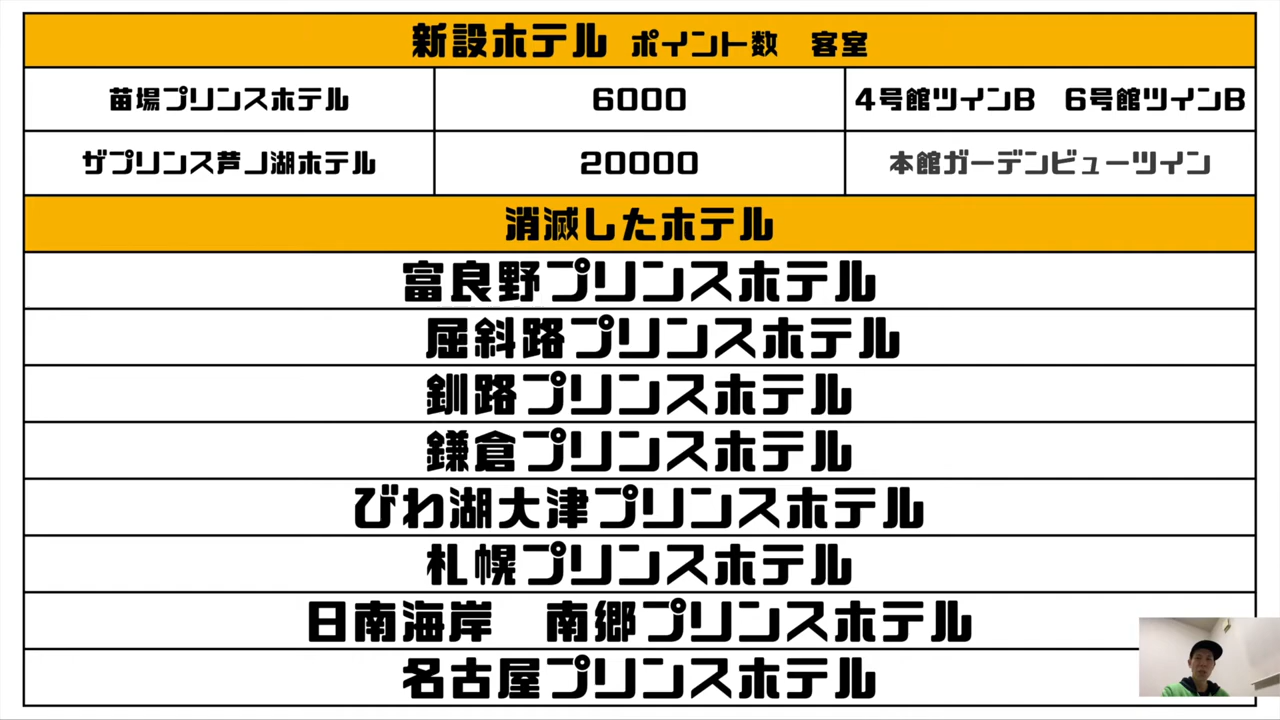 新設ホテル ポイント数 客室
苗場プリンスホテル 6000 4号館ツインB 6号館ツインB
ザプリンス芦ノ湖ホテル 20000 本館ガーデンビューツイン
消滅したホテル
富良野プリンスホテル
屈斜路プリンスホテル
釧路プリンスホテル
鎌倉プリンスホテル
びわ湖大津プリンスホテル
札幌プリンスホテル
日南海岸 南郷プリンスホテル
名古屋プリンスホテル